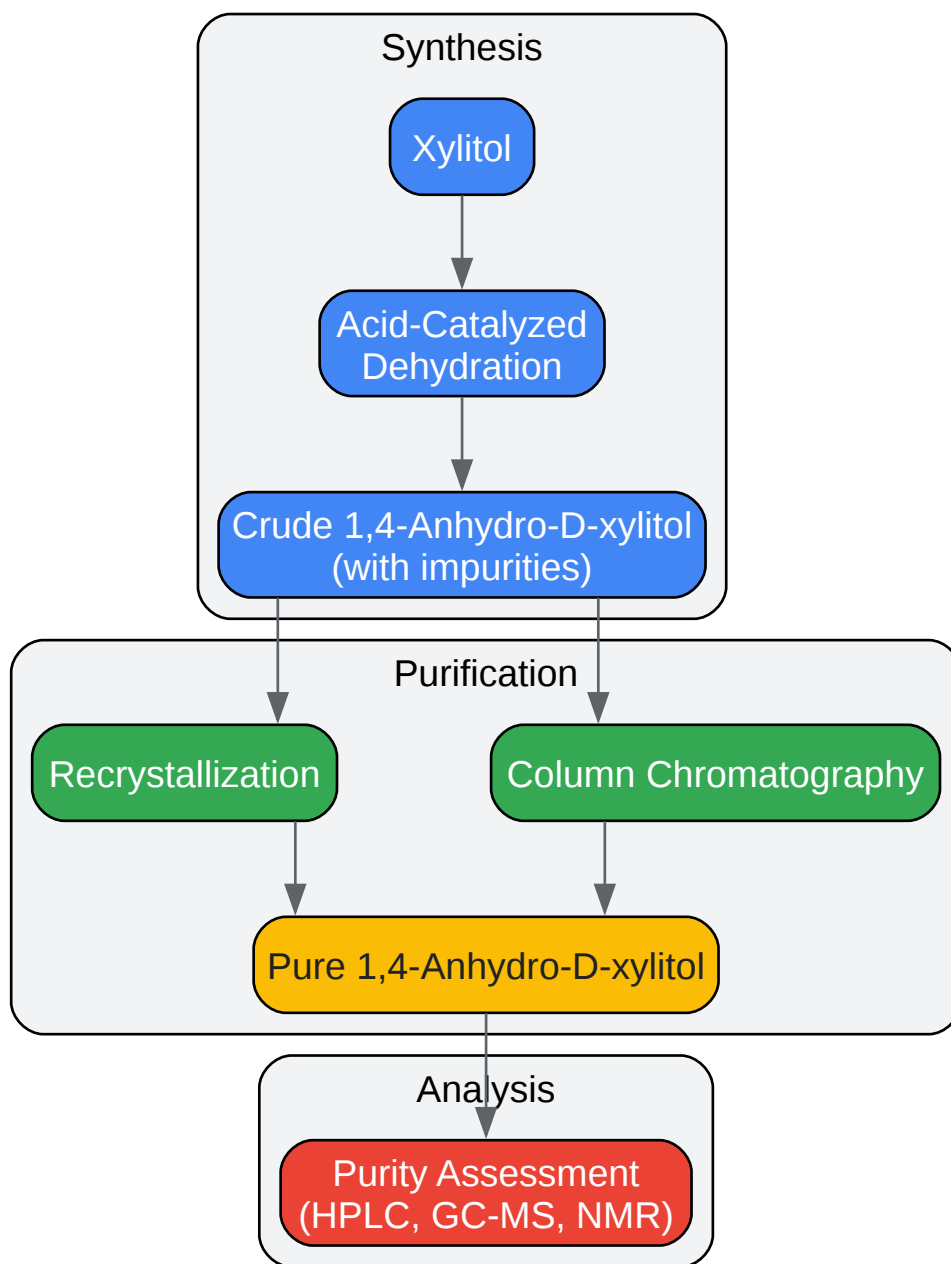 Synthesis
Xylitol
Acid-Catalyzed
Dehydration
Crude 1,4-Anhydro-D-xylitol
(with impurities)
Purification
Recrystallization
Column Chromatography
Pure 1,4-Anhydro-D-xylitol
Analysis
Purity Assessment
(HPLC, GC-MS, NMR)